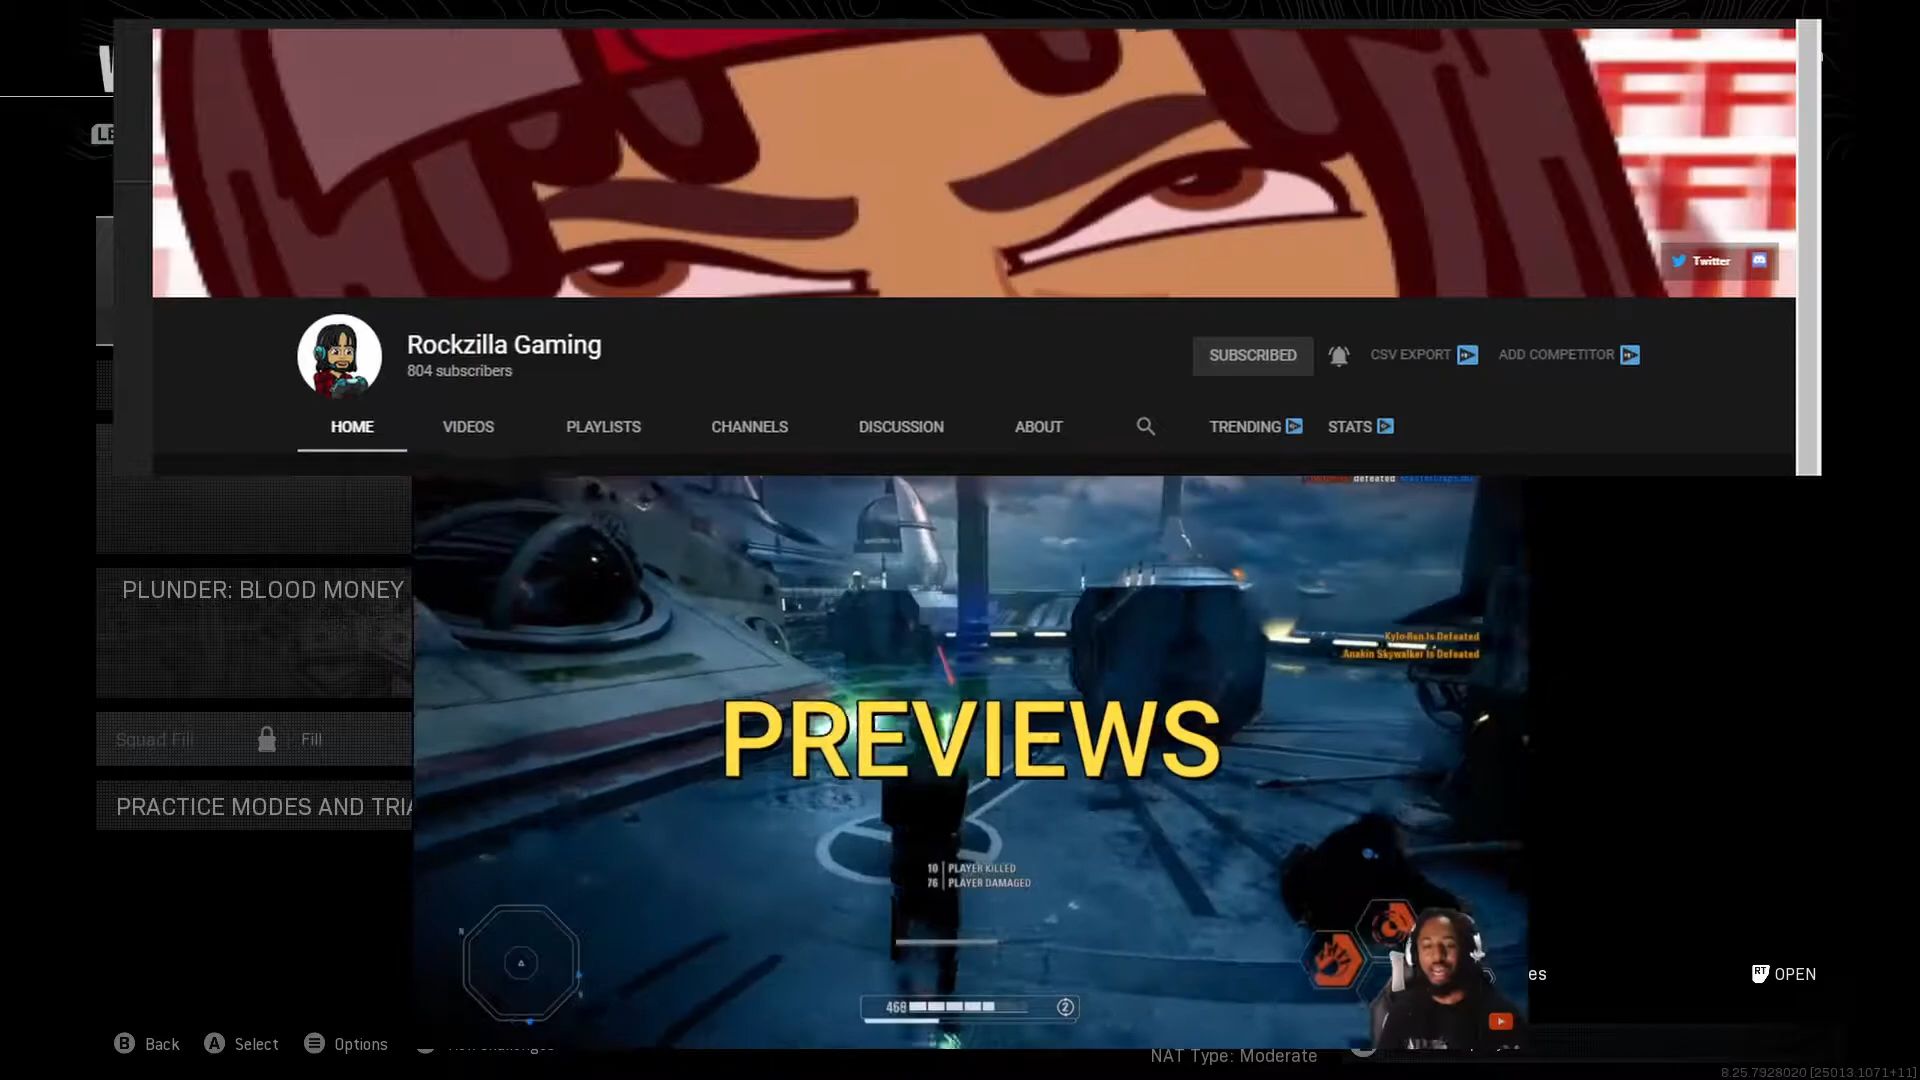 Twitter
Rockzilla Gaming
804 subscribers
SUBSCRIBED
CSV EXPORT
ADD COMPETITOR
HOME
VIDEOS
PLAYLISTS
CHANNELS
DISCUSSION
ABOUT
TRENDING
STATS
defeated
PLUNDER: BLOOD MONEY
Kylo Ren Is Defeated
Anakin Skywalker Is Defeated
PREVIEWS
Squad Fill
Fill
PRACTICE MODES AND TRIA
10 PLAYER KILLED
76 PLAYER DAMAGED
es
RT OPEN
468
2
B Back
A Select
Options
NAT Type: Moderate
8.25.7928020 [25013.1071+11]